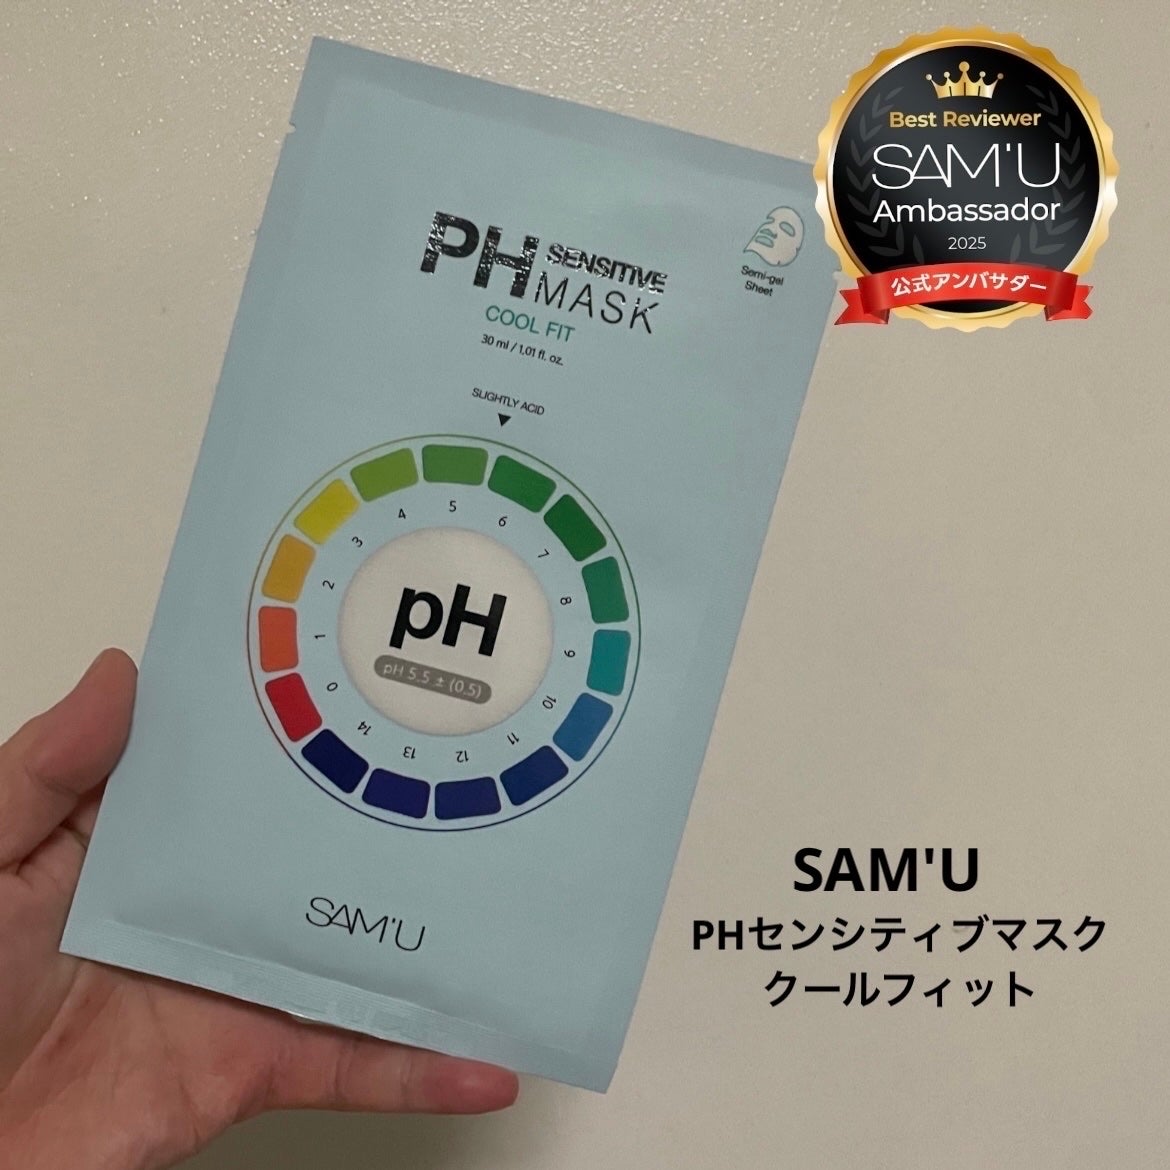 Best Reviewer
SAM'U
Ambassador
2025
公式アンバサダー
PH SENSITIVE
MASK
COOL FIT
30 ml / 1.01 fl. oz.
Semi-gel
Sheet
SLIGHTLY ACID
0
1
2
3
4
5
6
7
8
9
10
11
12
13
14
pH
pH 5.5 ± (0.5)
SAM'U
SAM'U
PHセンシティブマスク
クールフィット